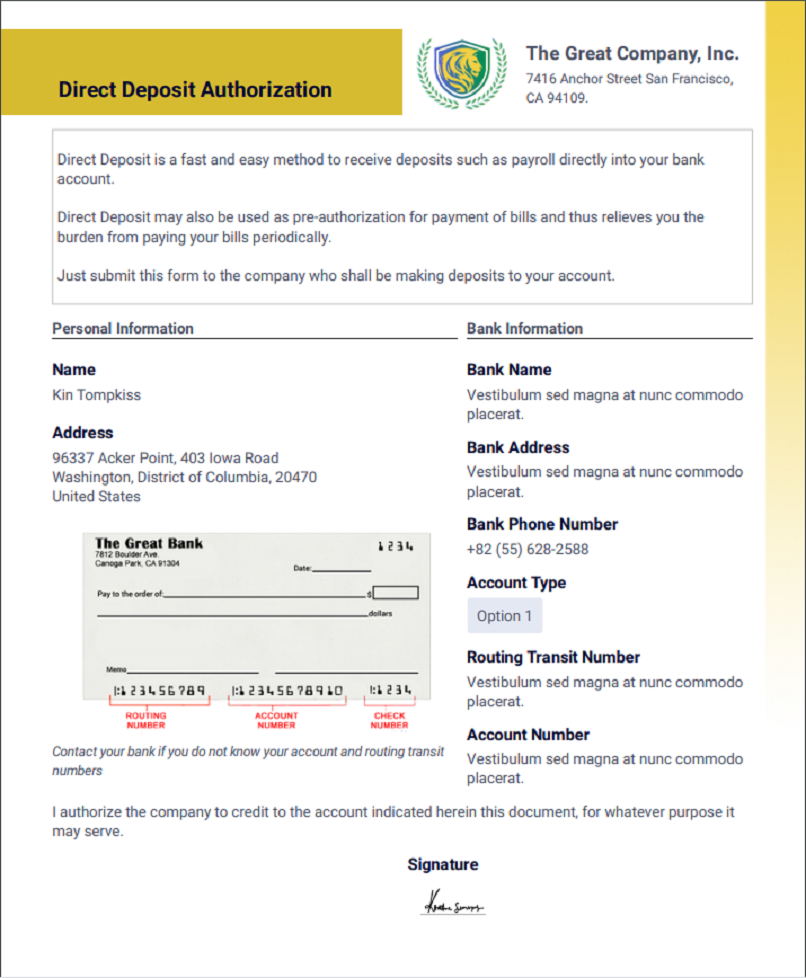 Direct Deposit Authorization
The Great Company, Inc.
7416 Anchor Street San Francisco,
CA 94109.
Direct Deposit is a fast and easy method to receive deposits such as payroll directly into your bank
account.
Direct Deposit may also be used as pre-authorization for payment of bills and thus relieves you the
burden from paying your bills periodically.
Just submit this form to the company who shall be making deposits to your account.
Personal Information
Name
Kin Tompkiss
Address
96337 Acker Point, 403 Iowa Road
Washington, District of Columbia, 20470
United States
The Great Bank
7812 Boulder Ave.
Canoga Park, CA 91304
1234
Date:
Pay to the order of:
$
dollars
Memo
⁚123456789
⁚12345678910
⁚1234
ROUTING
NUMBER
ACCOUNT
NUMBER
CHECK
NUMBER
Contact your bank if you do not know your account and routing transit
numbers
Bank Information
Bank Name
Vestibulum sed magna at nunc commodo
placerat.
Bank Address
Vestibulum sed magna at nunc commodo
placerat.
Bank Phone Number
+82 (55) 628-2588
Account Type
Option 1
Routing Transit Number
Vestibulum sed magna at nunc commodo
placerat.
Account Number
Vestibulum sed magna at nunc commodo
placerat.
I authorize the company to credit to the account indicated herein this document, for whatever purpose it
may serve.
Signature